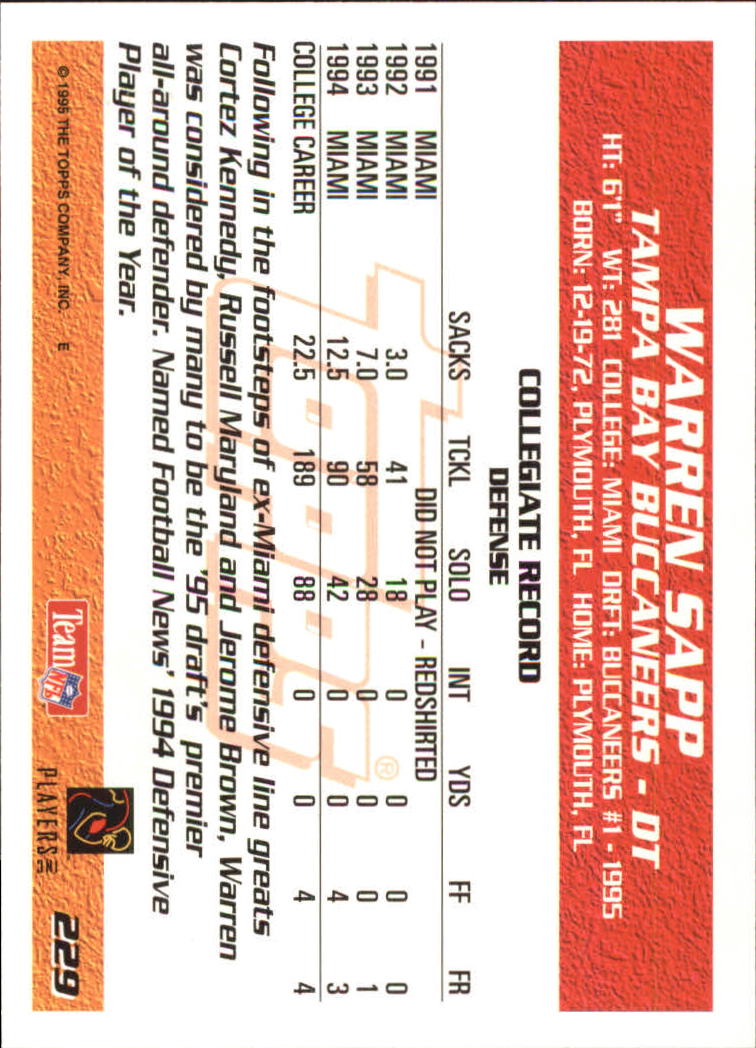 WARREN SAPP
TAMPA BAY BUCCANEERS - DT
HT: 6'1" WT: 281 COLLEGE: MIAMI DRFT: BUCCANEERS #1 - 1995
BORN: 12-19-72, PLYMOUTH, FL HOME: PLYMOUTH, FL
COLLEGIATE RECORD
DEFENSE
SACKS TCKL SOLO INT YDS FF FR
1991 MIAMI DID NOT PLAY - REDSHIRTED
1992 MIAMI 3.0 41 18 0 0 0 0
1993 MIAMI 7.0 58 28 0 0 0 1
1994 MIAMI 12.5 90 42 0 0 4 3
COLLEGE CAREER 22.5 189 88 0 0 4 4
Topps®
Following in the footsteps of ex-Miami defensive line greats
Cortez Kennedy, Russell Maryland and Jerome Brown, Warren
was considered by many to be the '95 draft's premier
all-around defender. Named Football News' 1994 Defensive
Player of the Year.
© 1995 THE TOPPS COMPANY, INC. E
Team NFL
PLAYERS INC
229